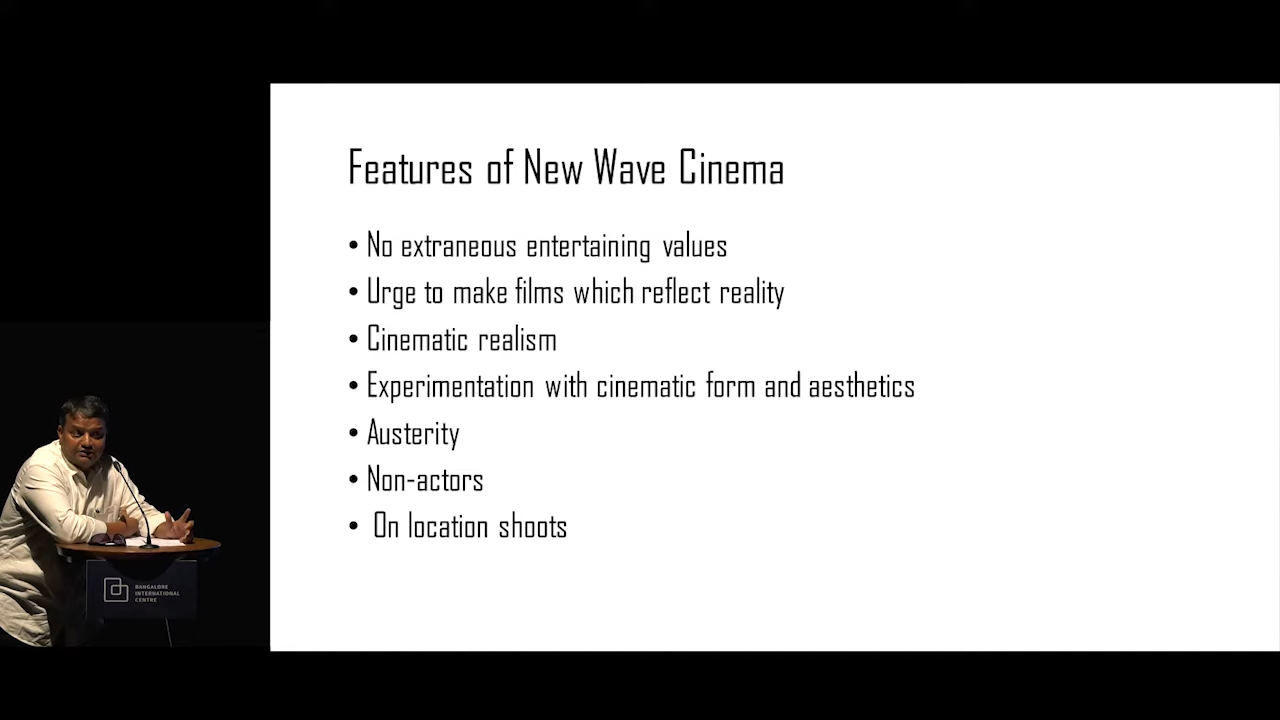 Features of New Wave Cinema
• No extraneous entertaining values
• Urge to make films which reflect reality
• Cinematic realism
• Experimentation with cinematic form and aesthetics
• Austerity
• Non-actors
• On location shoots
BANGALORE
INTERNATIONAL
CENTRE